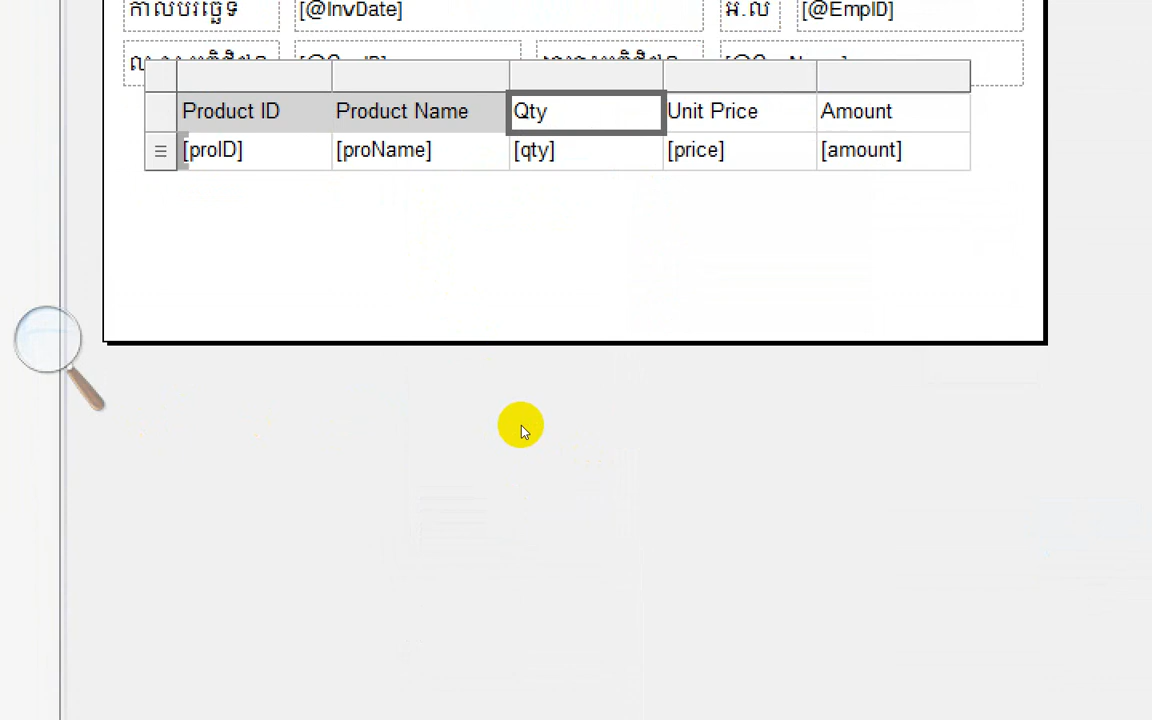 កាលបរិច្ឆេទ [@InvDate] អ.ល [@EmpID]
Product ID Product Name Qty Unit Price Amount
[proID] [proName] [qty] [price] [amount]